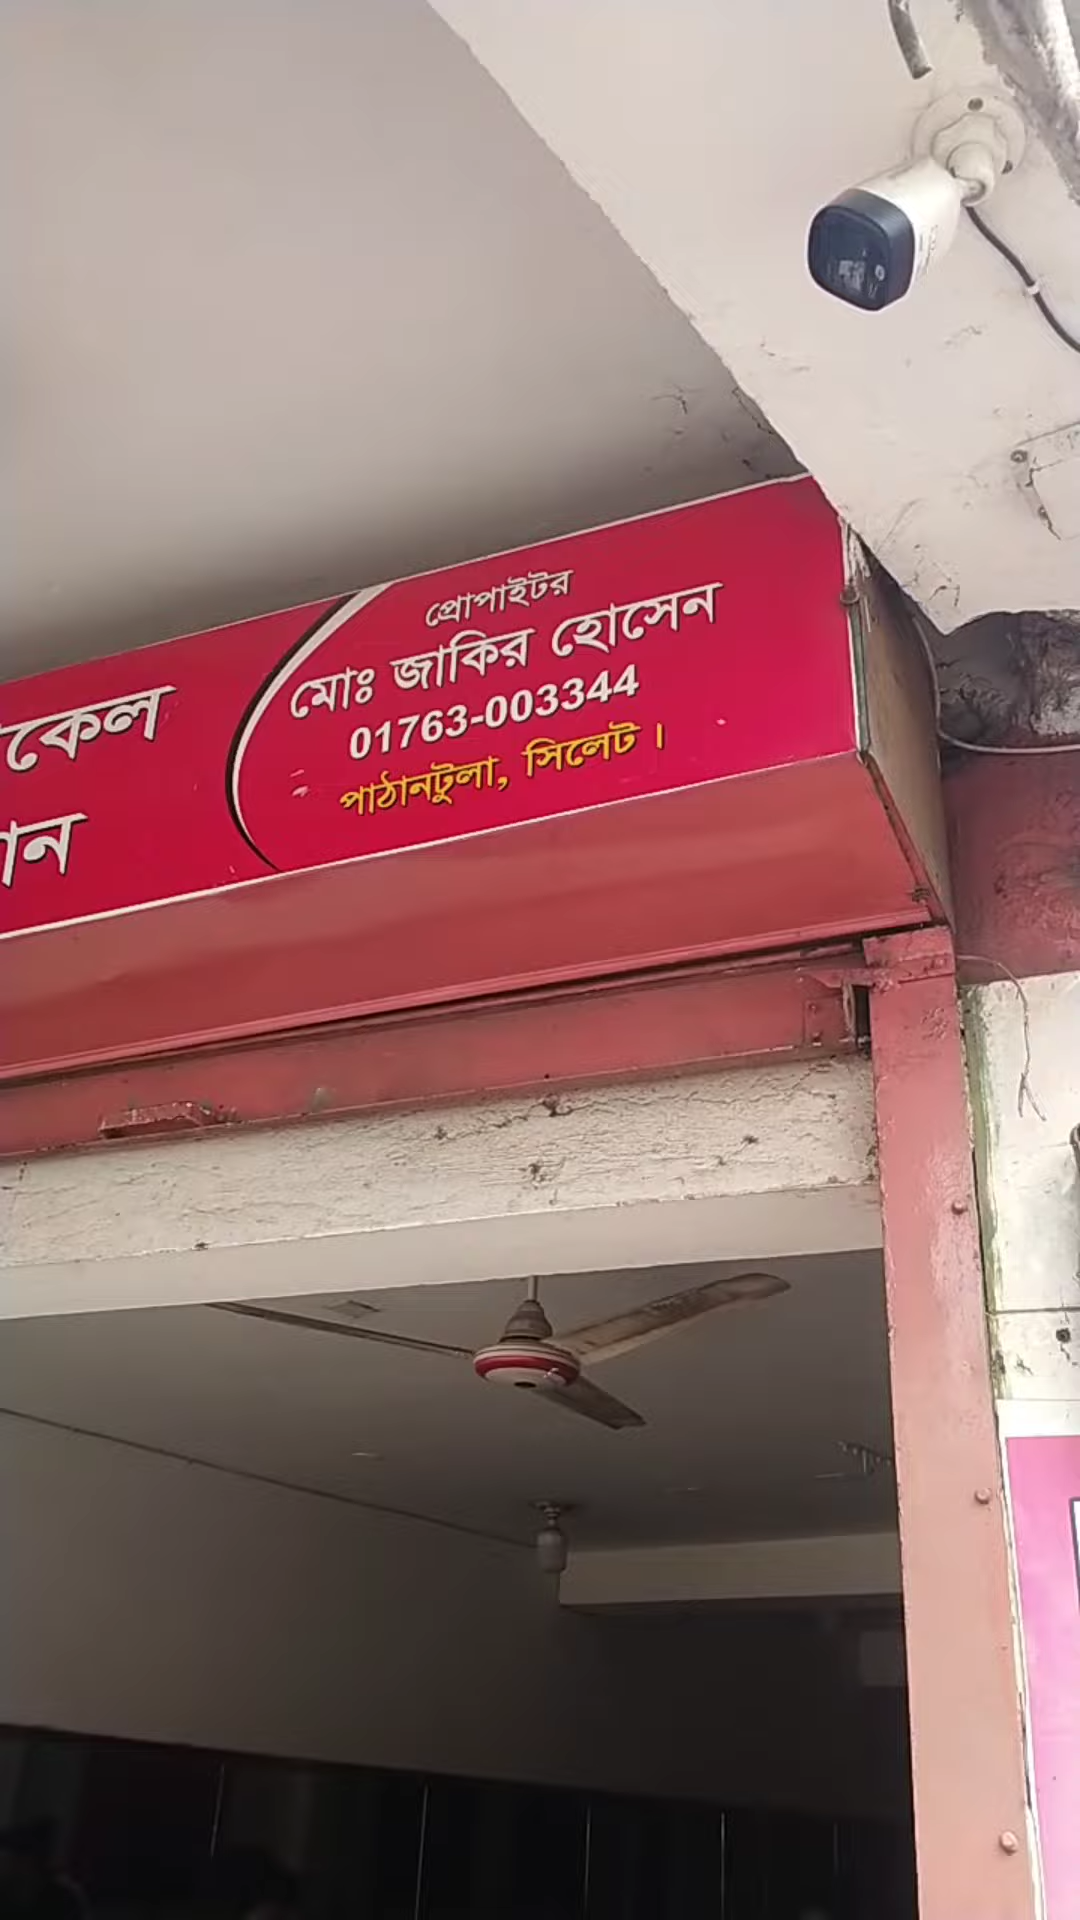 প্রোপাইটর
মোঃ জাকির হোসেন
01763-003344
পাঠানটুলা, সিলেট।